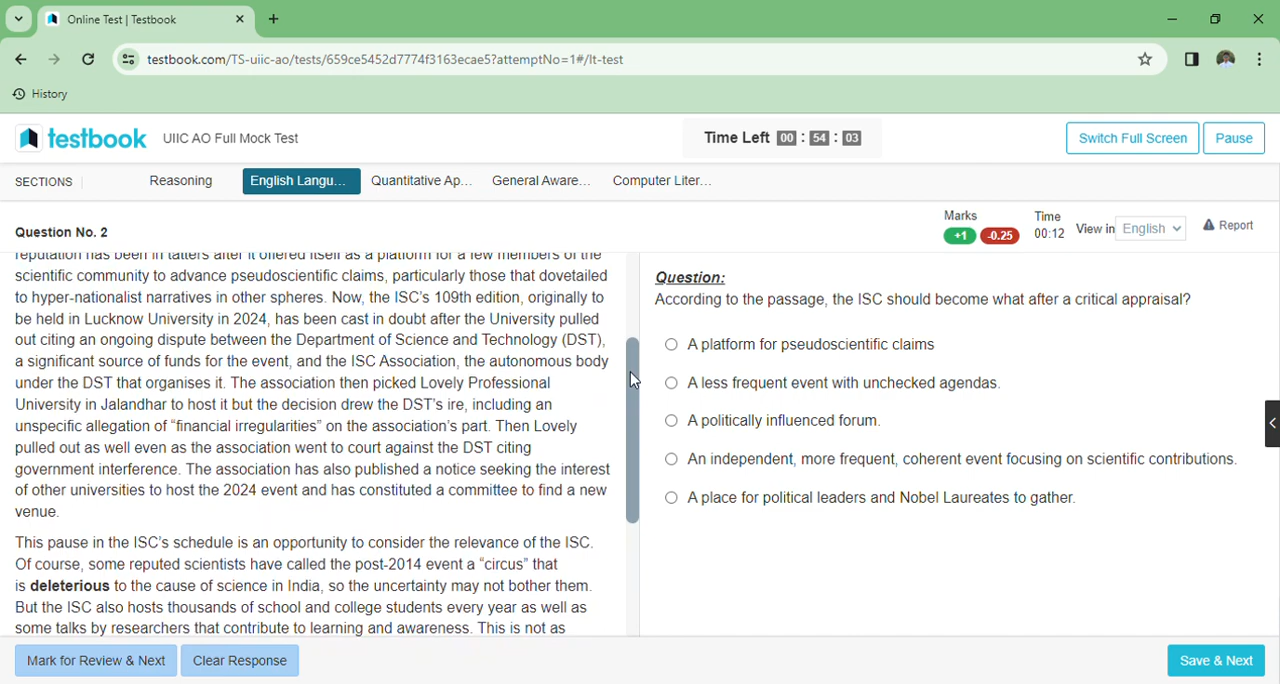 Online Test | Testbook
testbook.com/TS-uiic-ao/tests/659ce5452d7774f3163ecae5?attemptNo=1#/lt-test
History
testbook UIIC AO Full Mock Test Time Left 00 : 54 : 03 Switch Full Screen Pause
SECTIONS Reasoning English Langu... Quantitative Ap... General Aware... Computer Liter...
Question No. 2 Marks +1 -0.25 Time 00:12 View in English Report
reputation has been in tatters after it offered itself as a platform for a few members of the
scientific community to advance pseudoscientific claims, particularly those that dovetailed
to hyper-nationalist narratives in other spheres. Now, the ISC's 109th edition, originally to
be held in Lucknow University in 2024, has been cast in doubt after the University pulled
out citing an ongoing dispute between the Department of Science and Technology (DST),
a significant source of funds for the event, and the ISC Association, the autonomous body
under the DST that organises it. The association then picked Lovely Professional
University in Jalandhar to host it but the decision drew the DST's ire, including an
unspecific allegation of “financial irregularities” on the association's part. Then Lovely
pulled out as well even as the association went to court against the DST citing
government interference. The association has also published a notice seeking the interest
of other universities to host the 2024 event and has constituted a committee to find a new
venue.
This pause in the ISC's schedule is an opportunity to consider the relevance of the ISC.
Of course, some reputed scientists have called the post-2014 event a “circus” that
is deleterious to the cause of science in India, so the uncertainty may not bother them.
But the ISC also hosts thousands of school and college students every year as well as
some talks by researchers that contribute to learning and awareness. This is not as
Question:
According to the passage, the ISC should become what after a critical appraisal?
A platform for pseudoscientific claims
A less frequent event with unchecked agendas.
A politically influenced forum.
An independent, more frequent, coherent event focusing on scientific contributions.
A place for political leaders and Nobel Laureates to gather.
Mark for Review & Next Clear Response Save & Next